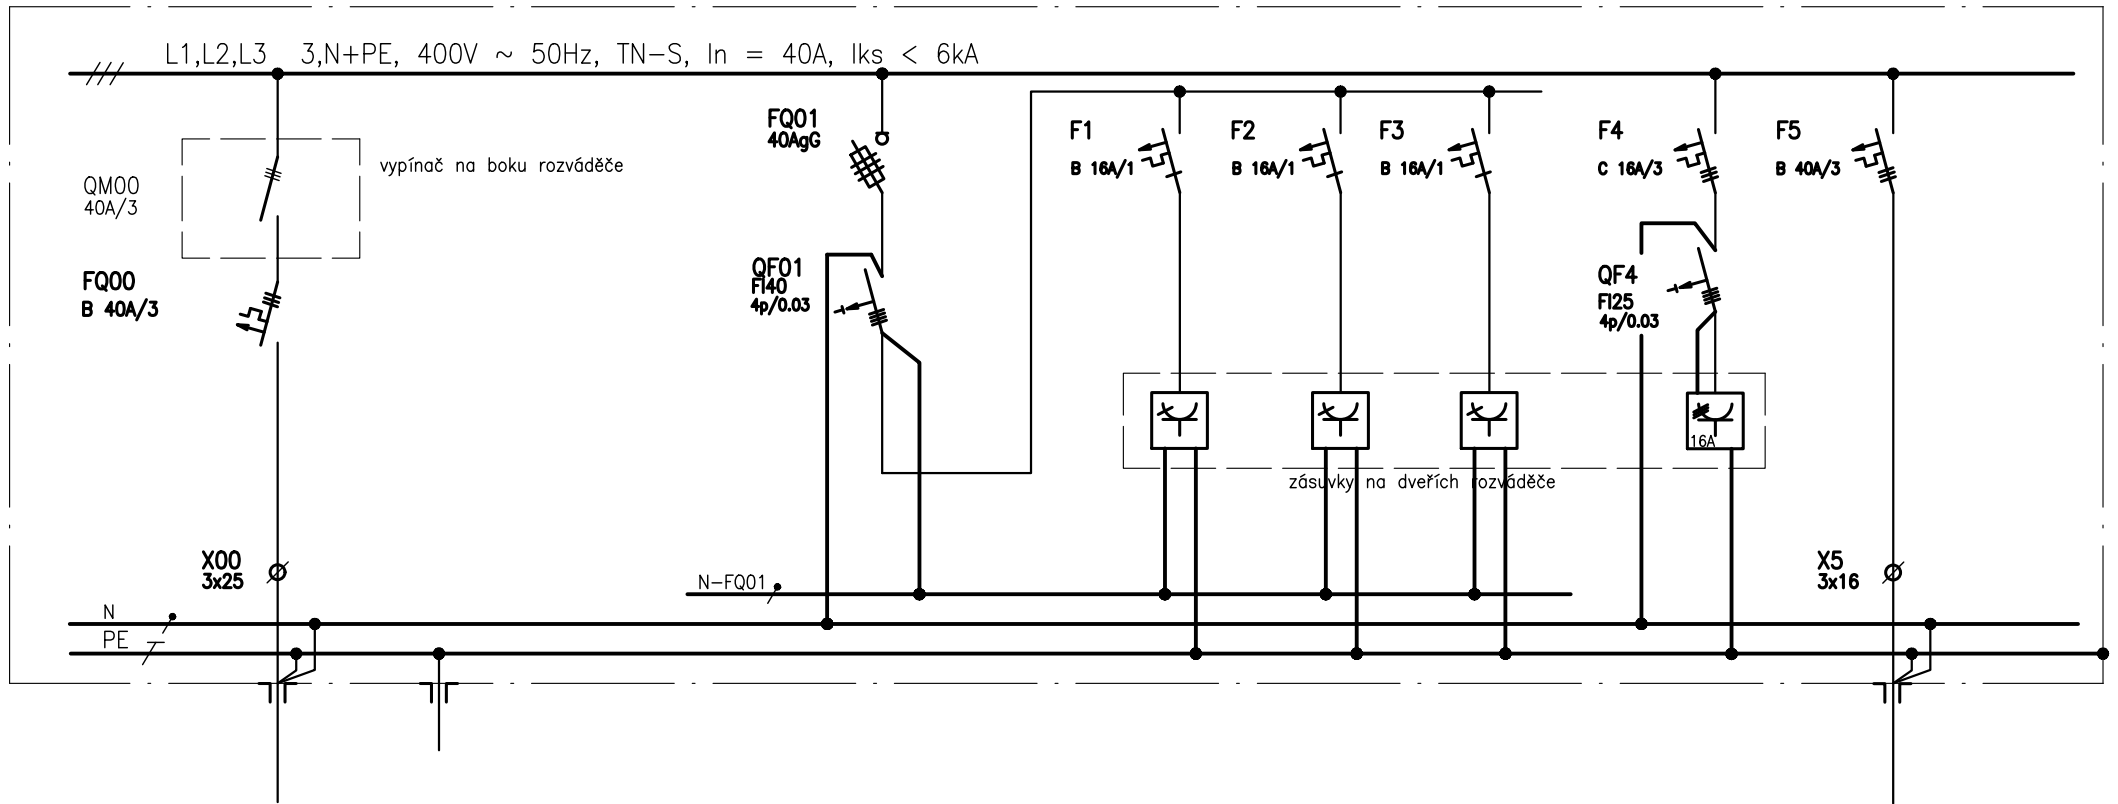 L1,L2,L3 3,N+PE, 400V ~ 50Hz, TN-S, In = 40A, Iks < 6kA
QM00
40A/3
vypínač na boku rozváděče
FQ00
B 40A/3
FQ01
40AgG
QF01
FI40
4p/0.03
F1
B 16A/1
F2
B 16A/1
F3
B 16A/1
F4
C 16A/3
F5
B 40A/3
QF4
FI25
4p/0.03
16A
zásuvky na dveřích rozváděče
X00
3x25
X5
3x16
N-FQ01
N
PE